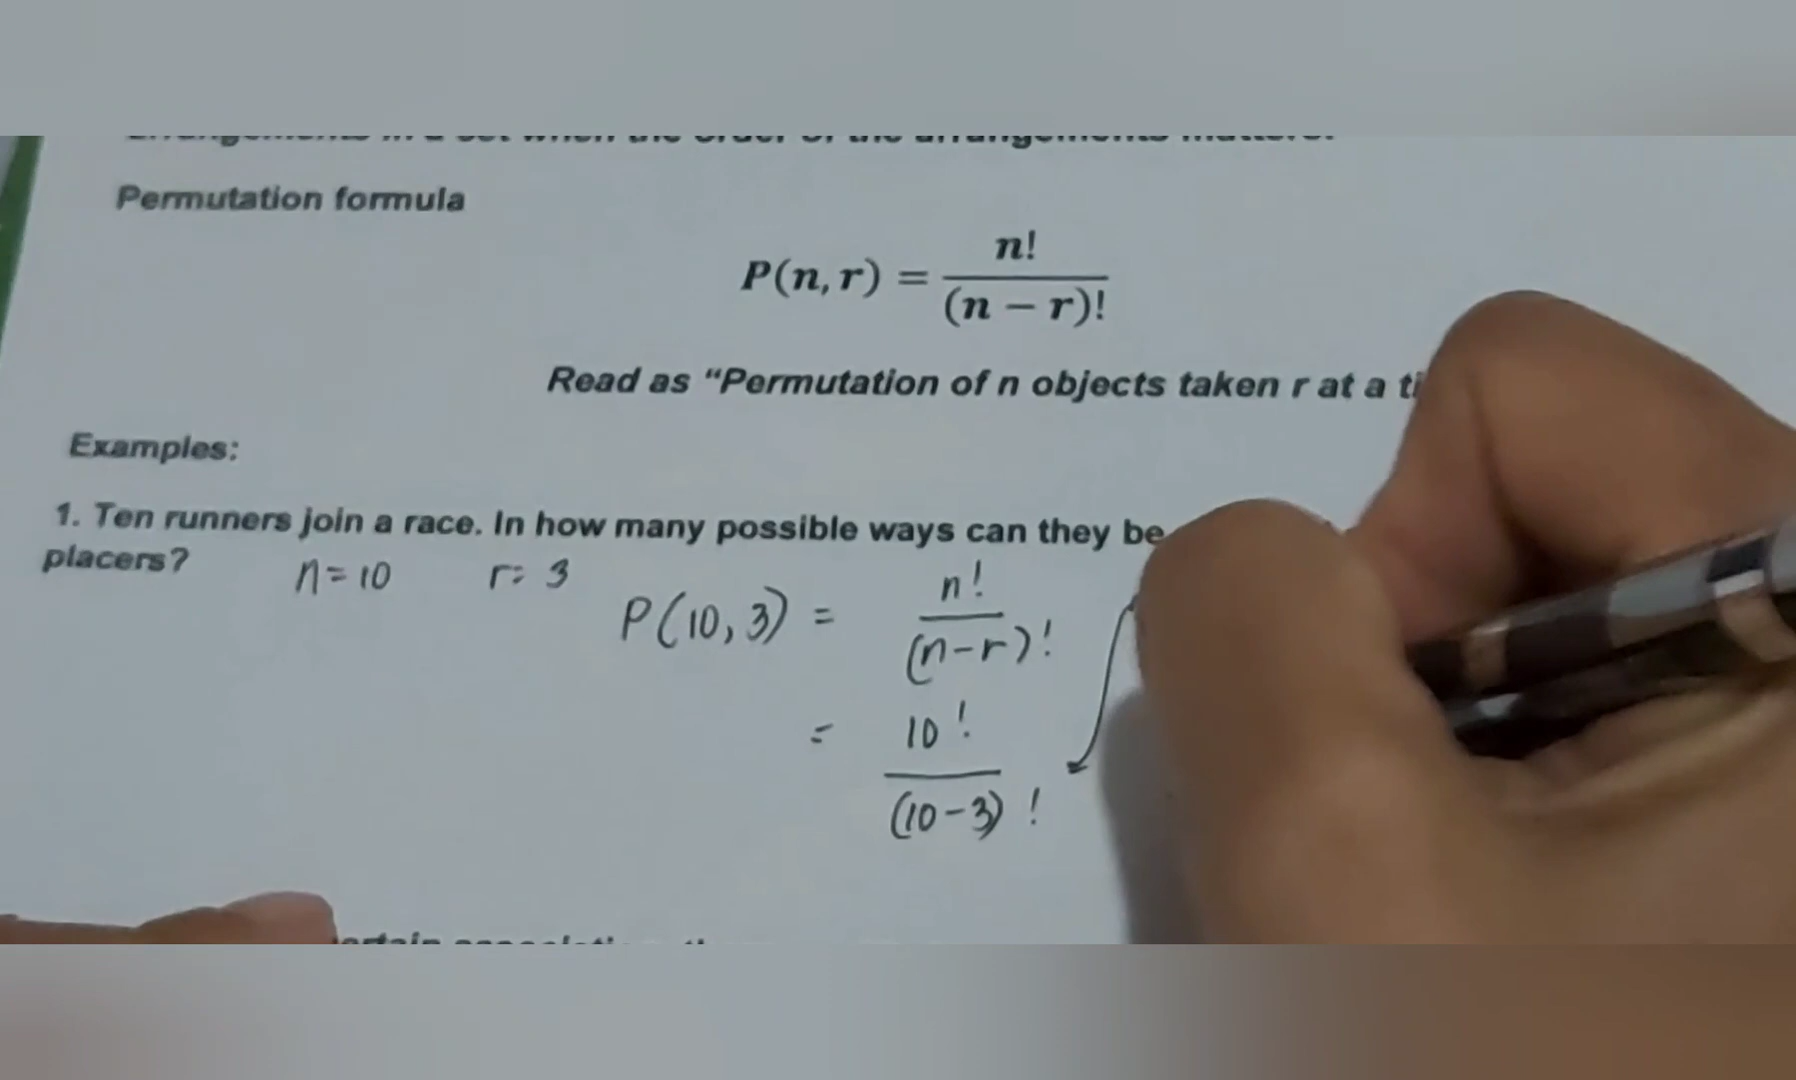 Permutation formula
P(n, r) = n! / (n − r)!
Read as “Permutation of n objects taken r at a
Examples:
1. Ten runners join a race. In how many possible ways can they be
placers?
n = 10 r = 3
P(10, 3) = n! / (n-r)!
= 10! / (10-3)!